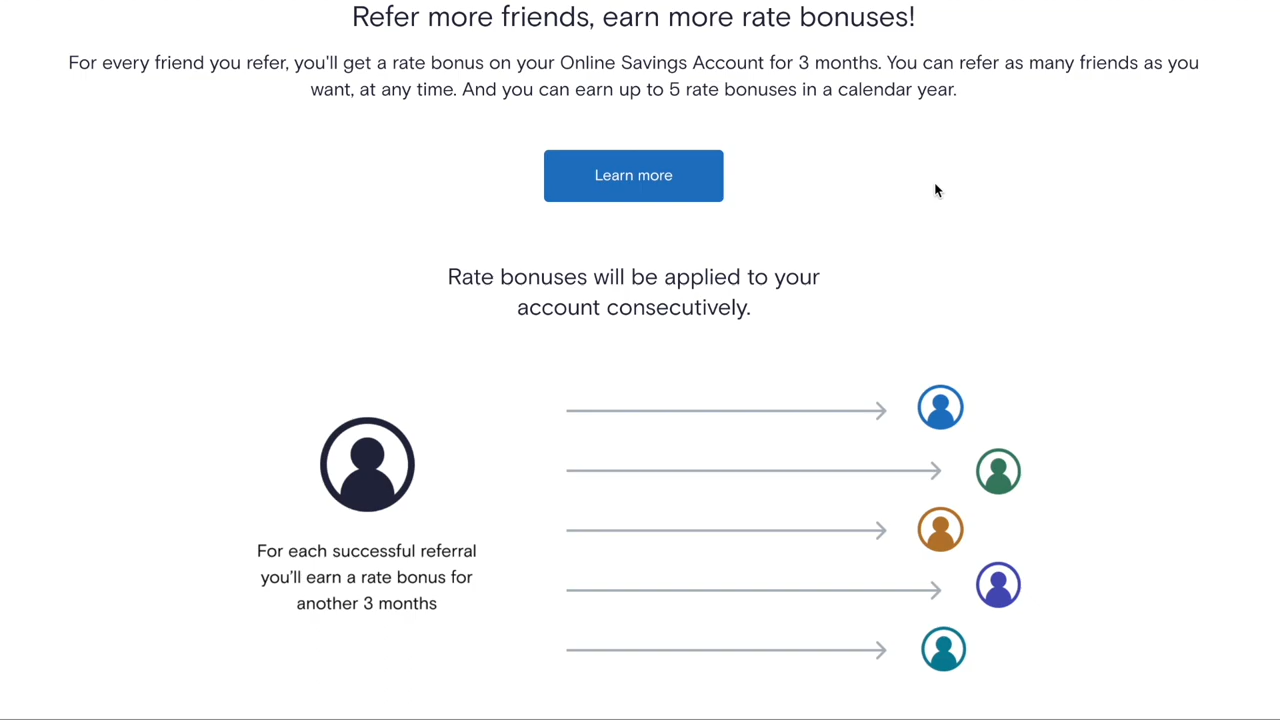 Refer more friends, earn more rate bonuses!
For every friend you refer, you'll get a rate bonus on your Online Savings Account for 3 months. You can refer as many friends as you
want, at any time. And you can earn up to 5 rate bonuses in a calendar year.
Learn more
Rate bonuses will be applied to your
account consecutively.
For each successful referral
you'll earn a rate bonus for
another 3 months